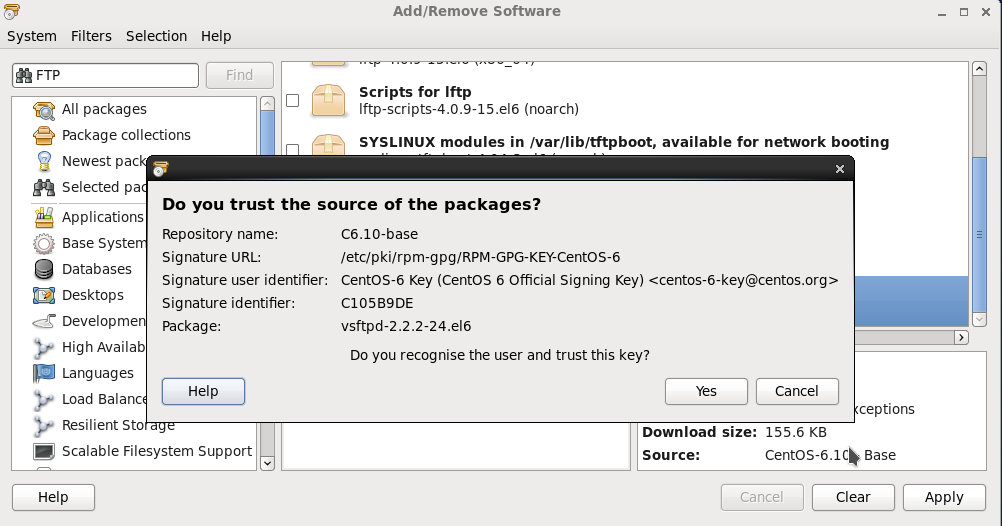 Add/Remove Software
System Filters Selection Help
FTP
Find
All packages
Package collections
Newest pack
Selected pac
Applications
Base System
Databases
Desktops
Developmen
High Availab
Languages
Load Balance
Resilient Storage
Scalable Filesystem Support
Scripts for lftp
lftp-scripts-4.0.9-15.el6 (noarch)
SYSLINUX modules in /var/lib/tftpboot, available for network booting
Do you trust the source of the packages?
Repository name: C6.10-base
Signature URL: /etc/pki/rpm-gpg/RPM-GPG-KEY-CentOS-6
Signature user identifier: CentOS-6 Key (CentOS 6 Official Signing Key) <centos-6-key@centos.org>
Signature identifier: C105B9DE
Package: vsftpd-2.2.2-24.el6
Do you recognise the user and trust this key?
Help
Yes
Cancel
xceptions
Download size: 155.6 KB
Source: CentOS-6.10 Base
Help
Cancel
Clear
Apply